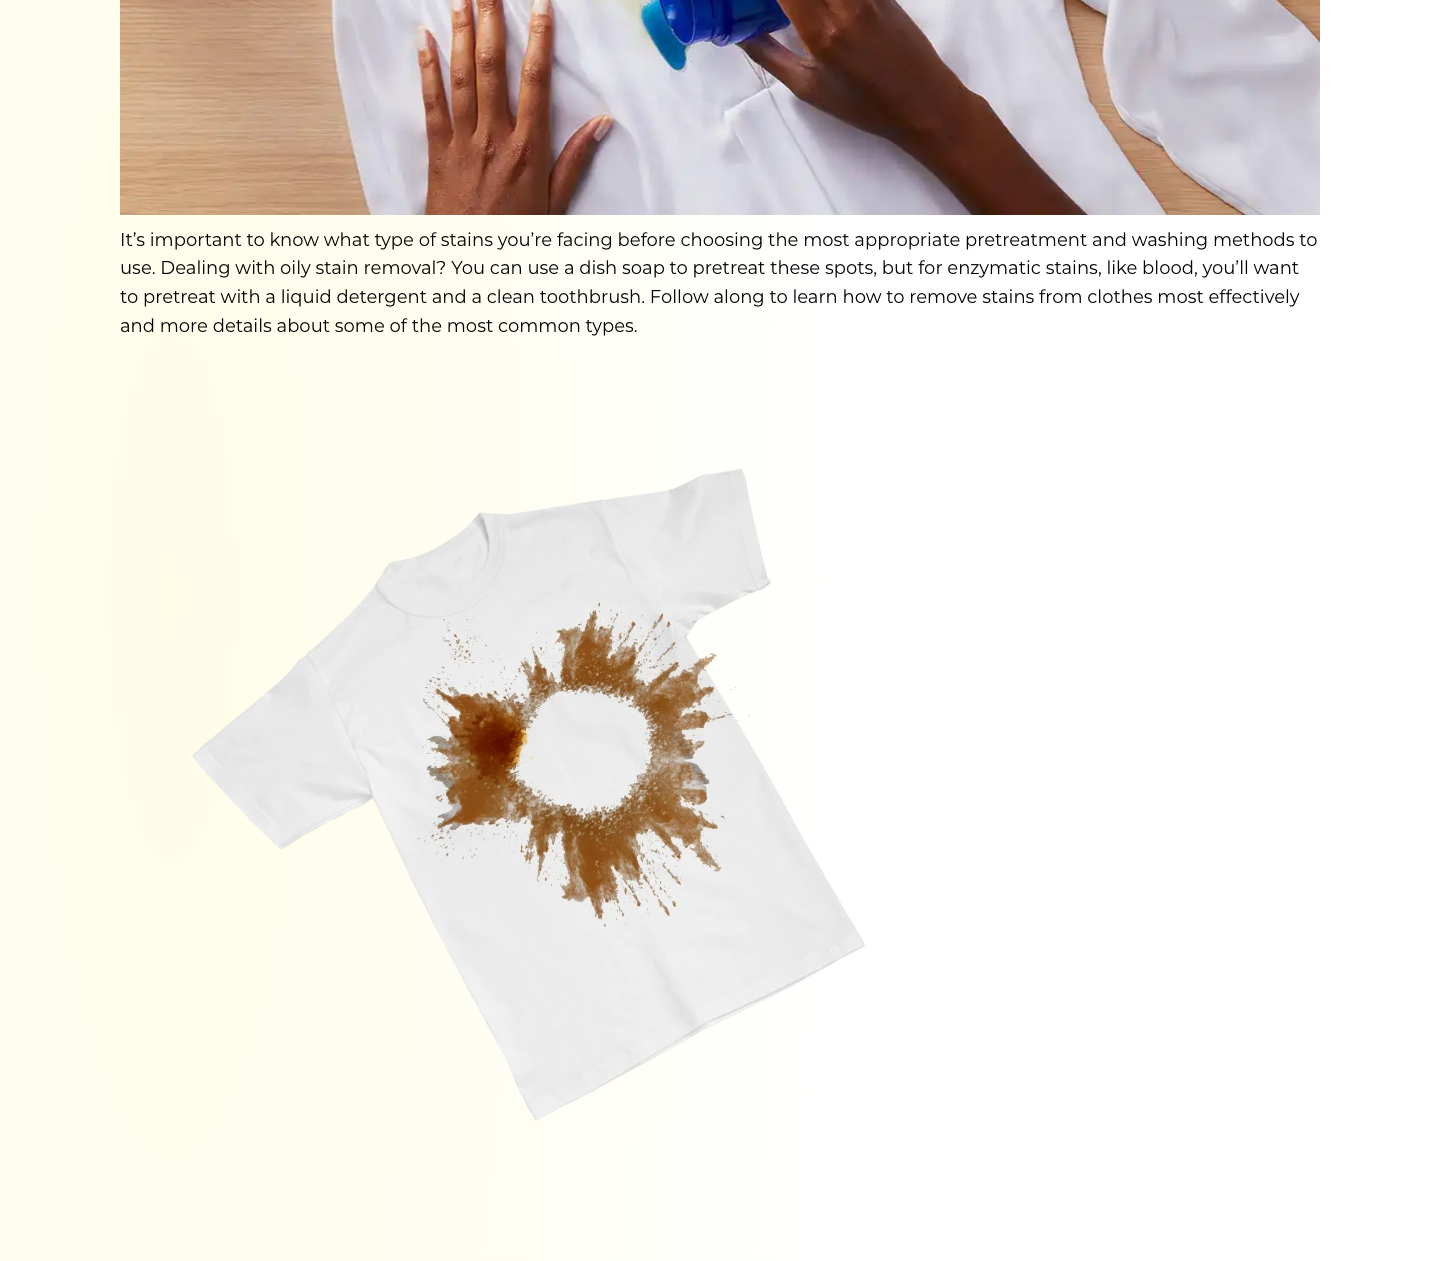 It’s important to know what type of stains you’re facing before choosing the most appropriate pretreatment and washing methods to
use. Dealing with oily stain removal? You can use a dish soap to pretreat these spots, but for enzymatic stains, like blood, you’ll want
to pretreat with a liquid detergent and a clean toothbrush. Follow along to learn how to remove stains from clothes most effectively
and more details about some of the most common types.